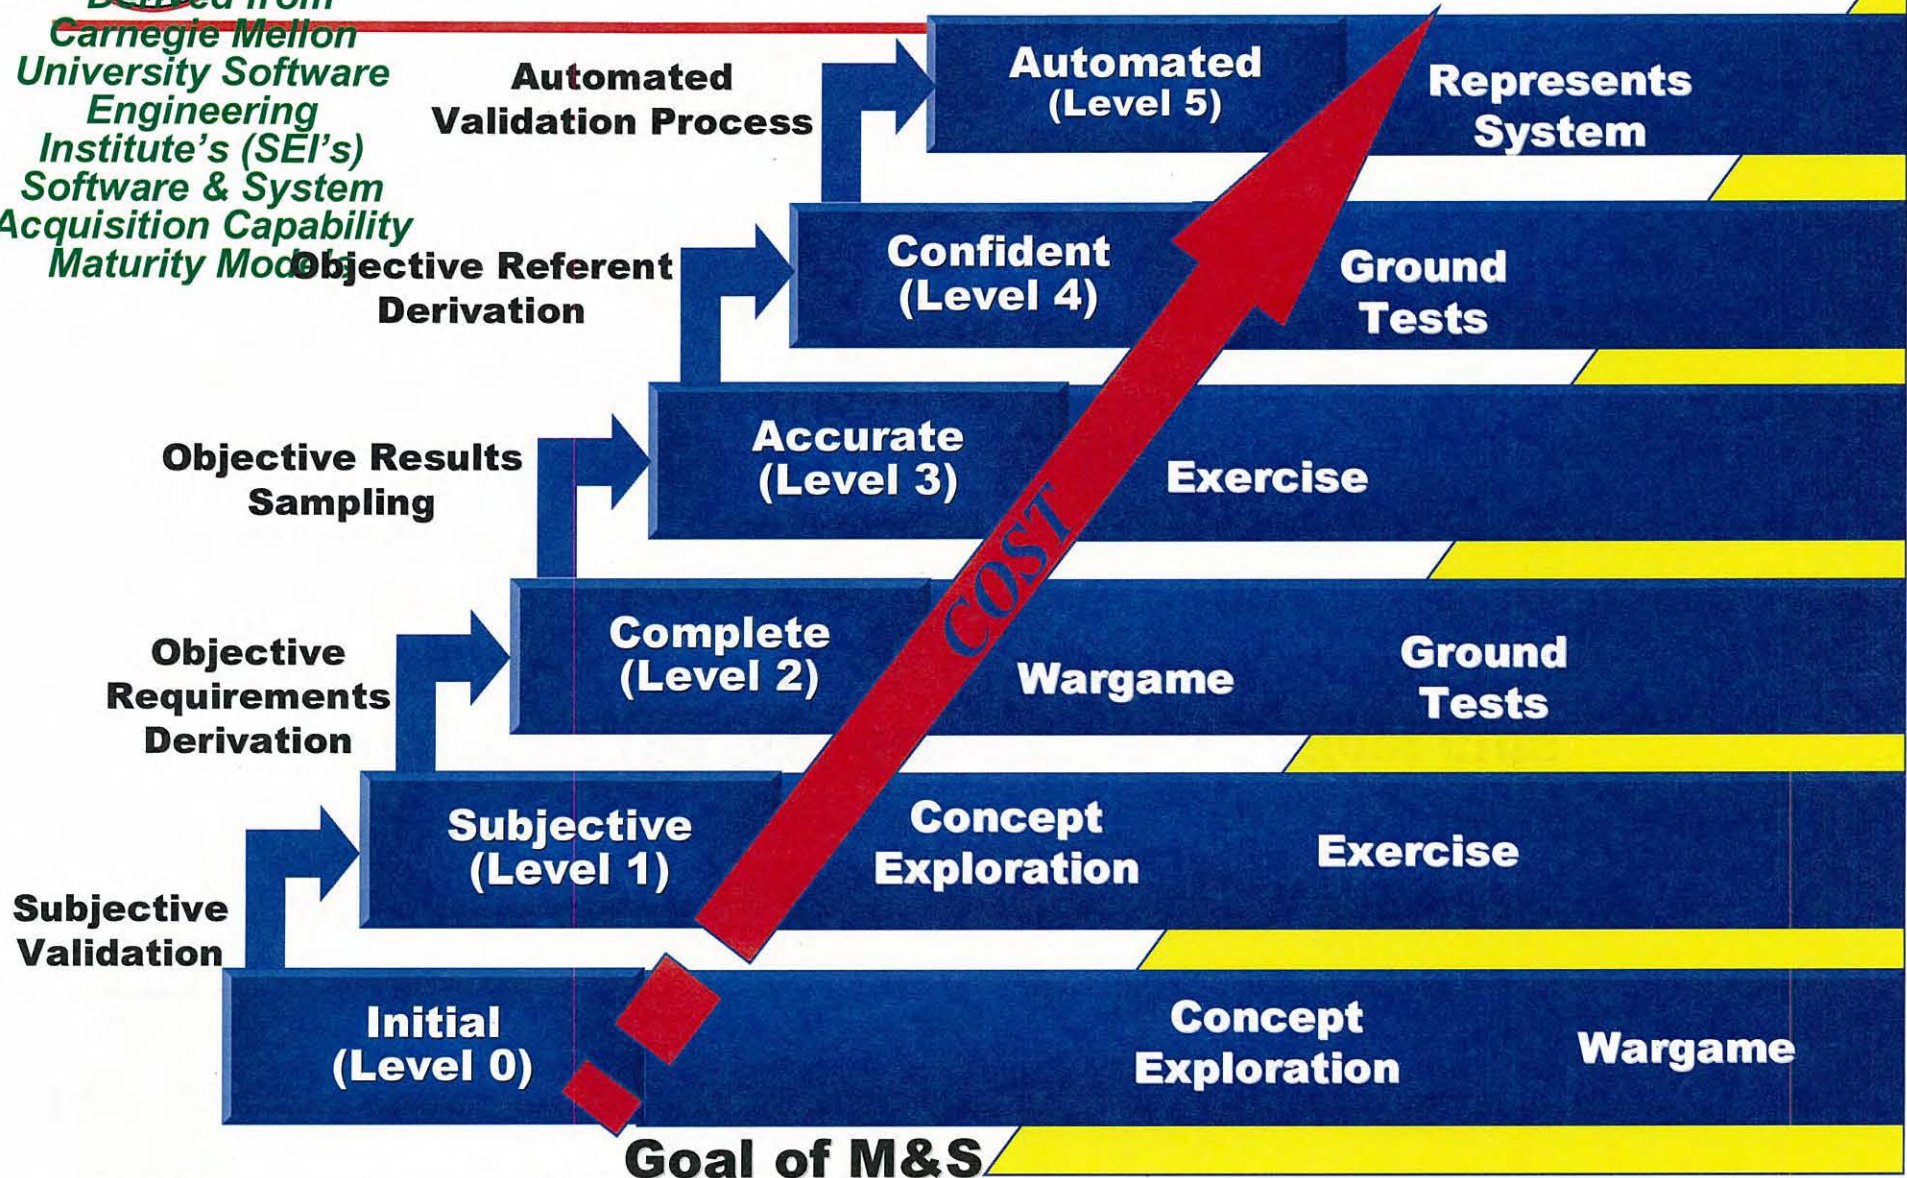 Derived from
Carnegie Mellon
University Software
Engineering
Institute's (SEI's)
Software & System
Acquisition Capability
Maturity
Automated
Validation Process
Automated
(Level 5)
Represents
System
Objective Referent
Derivation
Confident
(Level 4)
Ground
Tests
Objective Results
Sampling
Accurate
(Level 3)
Exercise
COST
Objective
Requirements
Derivation
Complete
(Level 2)
Wargame
Ground
Tests
Subjective
Validation
Subjective
(Level 1)
Concept
Exploration
Exercise
Initial
(Level 0)
Concept
Exploration
Wargame
Goal of M&S